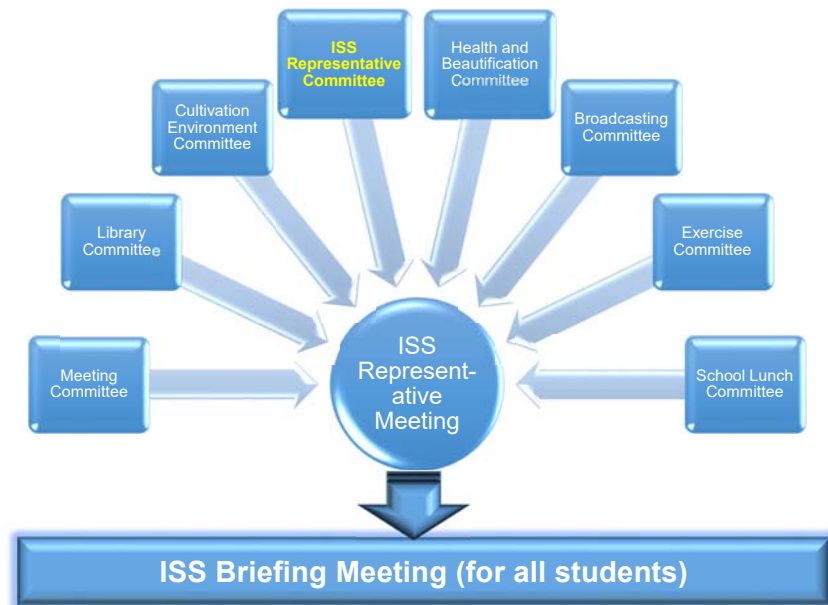 ISS
Representative
Committee
Health and
Beautification
Committee
Cultivation
Environment
Committee
Broadcasting
Committee
Library
Committee
Exercise
Committee
Meeting
Committee
ISS
Represent-
ative
Meeting
School Lunch
Committee
ISS Briefing Meeting (for all students)